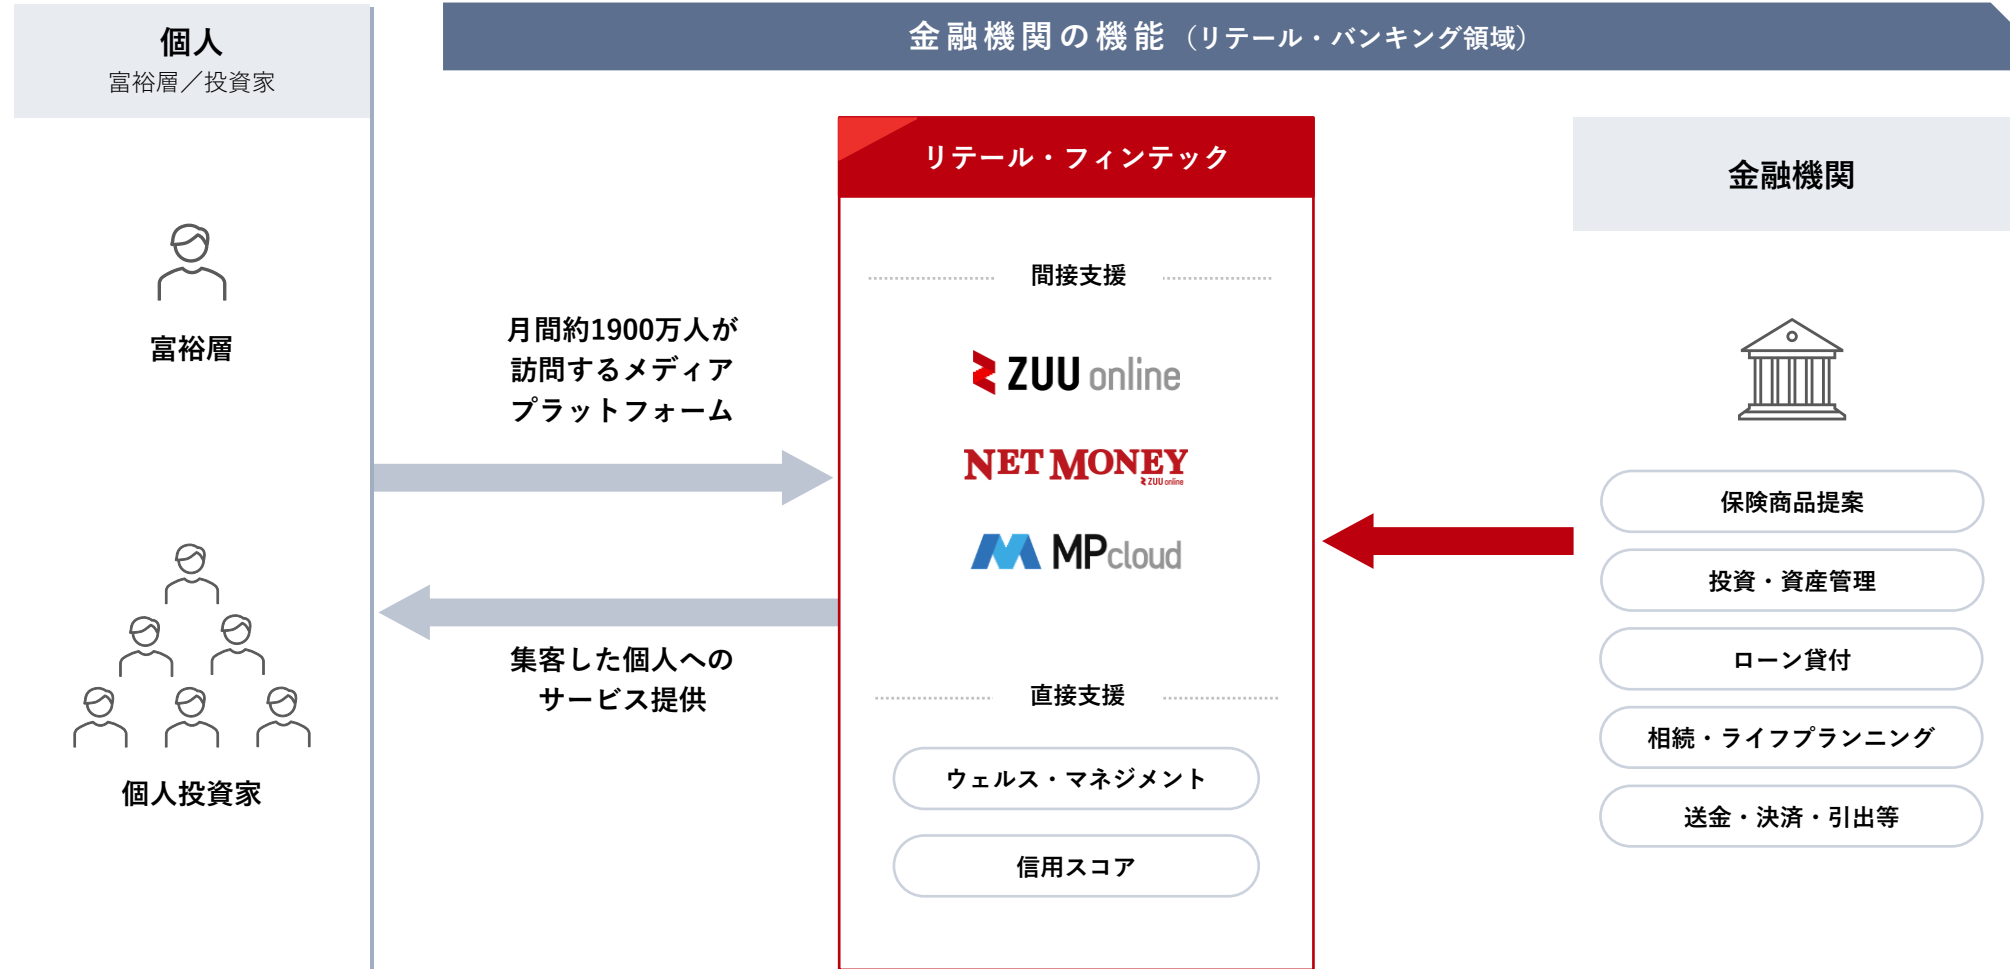 個人
富裕層／投資家
富裕層
個人投資家
金融機関の機能（リテール・バンキング領域）
月間約1900万人が
訪問するメディア
プラットフォーム
集客した個人への
サービス提供
リテール・フィンテック
間接支援
ZUU online
NET MONEY
ZUU online
MPcloud
直接支援
ウェルス・マネジメント
信用スコア
金融機関
保険商品提案
投資・資産管理
ローン貸付
相続・ライフプランニング
送金・決済・引出等